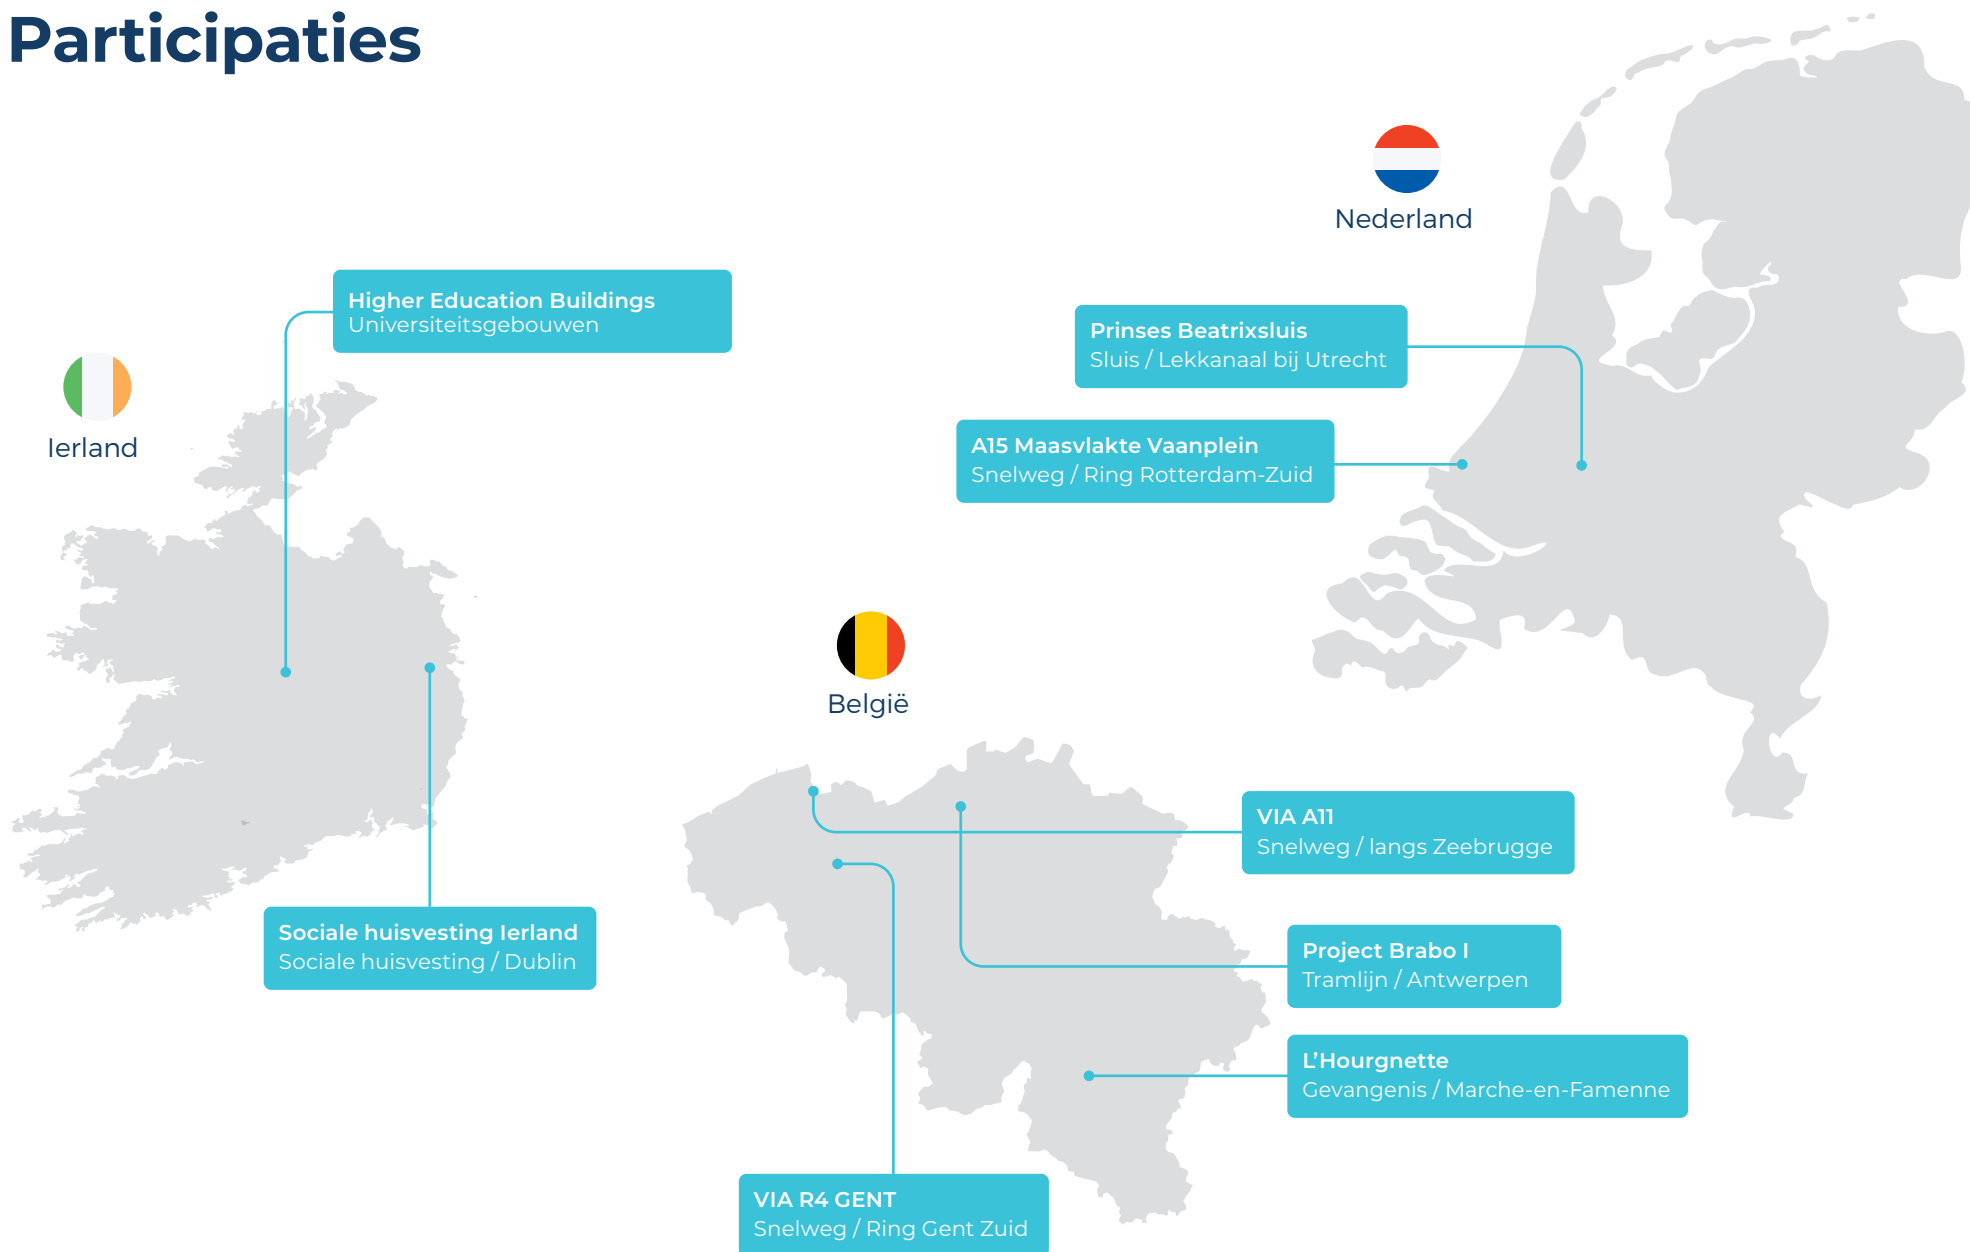 Participaties
Nederland
Higher Education Buildings
Universiteitsgebouwen
Prinses Beatrixsluis
Sluis / Lekkanaal bij Utrecht
Ierland
A15 Maasvlakte Vaanplein
Snelweg / Ring Rotterdam-Zuid
België
VIA A11
Snelweg / langs Zeebrugge
Sociale huisvesting Ierland
Sociale huisvesting / Dublin
Project Brabo I
Tramlijn / Antwerpen
L’Hourgnette
Gevangenis / Marche-en-Famenne
VIA R4 GENT
Snelweg / Ring Gent Zuid